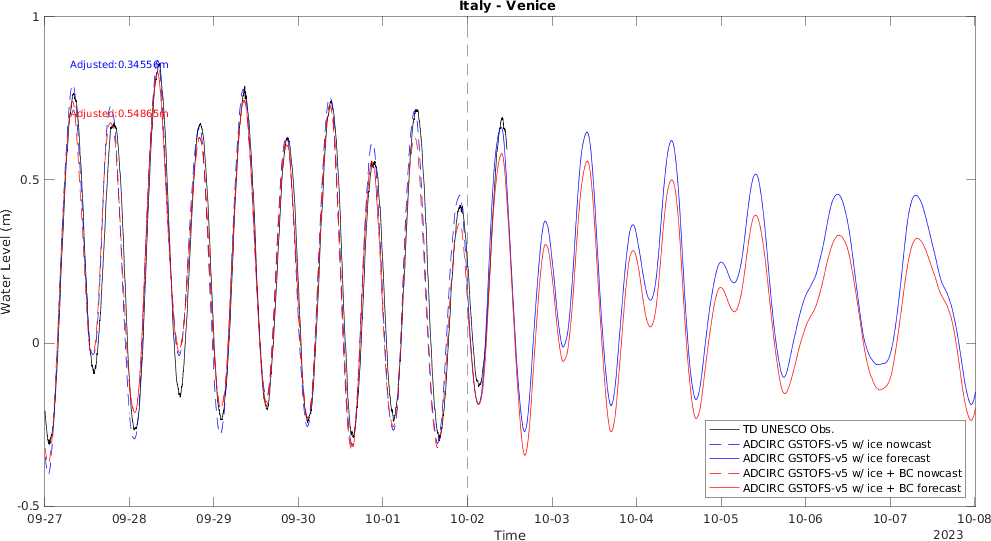 Italy - Venice
Adjusted:0.34556m
Adjusted:0.54865m
Water Level (m)
1
0.5
0
-0.5
TD UNESCO Obs.
ADCIRC GSTOFS-v5 w/ ice nowcast
ADCIRC GSTOFS-v5 w/ ice forecast
ADCIRC GSTOFS-v5 w/ ice + BC nowcast
ADCIRC GSTOFS-v5 w/ ice + BC forecast
09-27 09-28 09-29 09-30 10-01 10-02 10-03 10-04 10-05 10-06 10-07 10-08
Time
2023